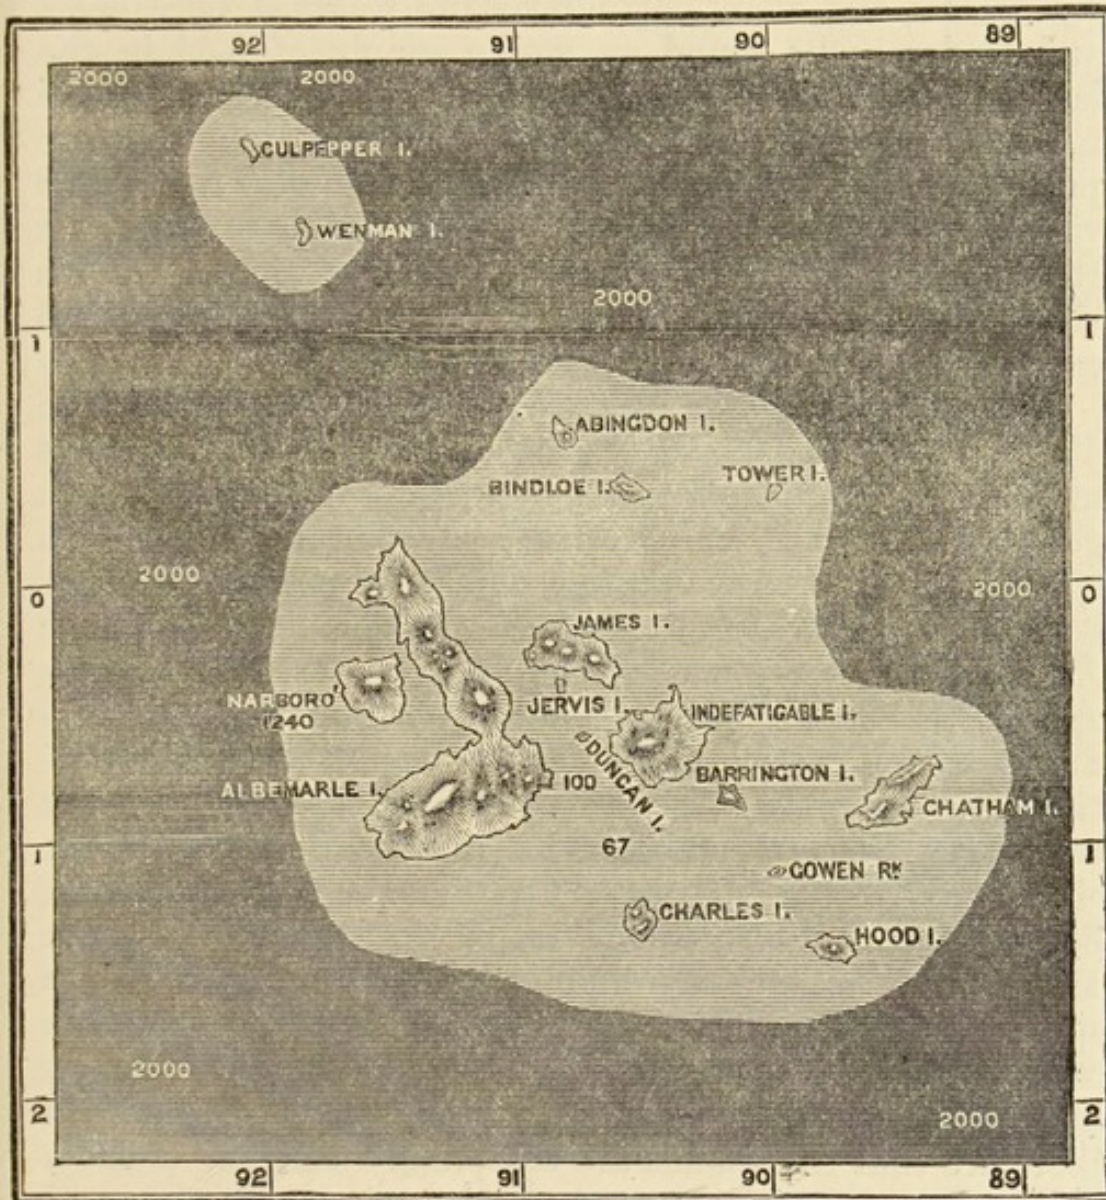 92 91 90 89
2000 2000
CULPEPPER I.
WENMAN I.
2000
1 1
ABINGDON I.
BINDLOE I. TOWER I.
2000 2000
0 0
JAMES I.
NARBORO'
1240
JERVIS I.
INDEFATIGABLE I.
DUNCAN I.
BARRINGTON I.
ALBEMARLE I.
100
CHATHAM I.
67
1 1
GOWEN RK.
CHARLES I.
HOOD I.
2000
2000
2 2
92 91 90 89